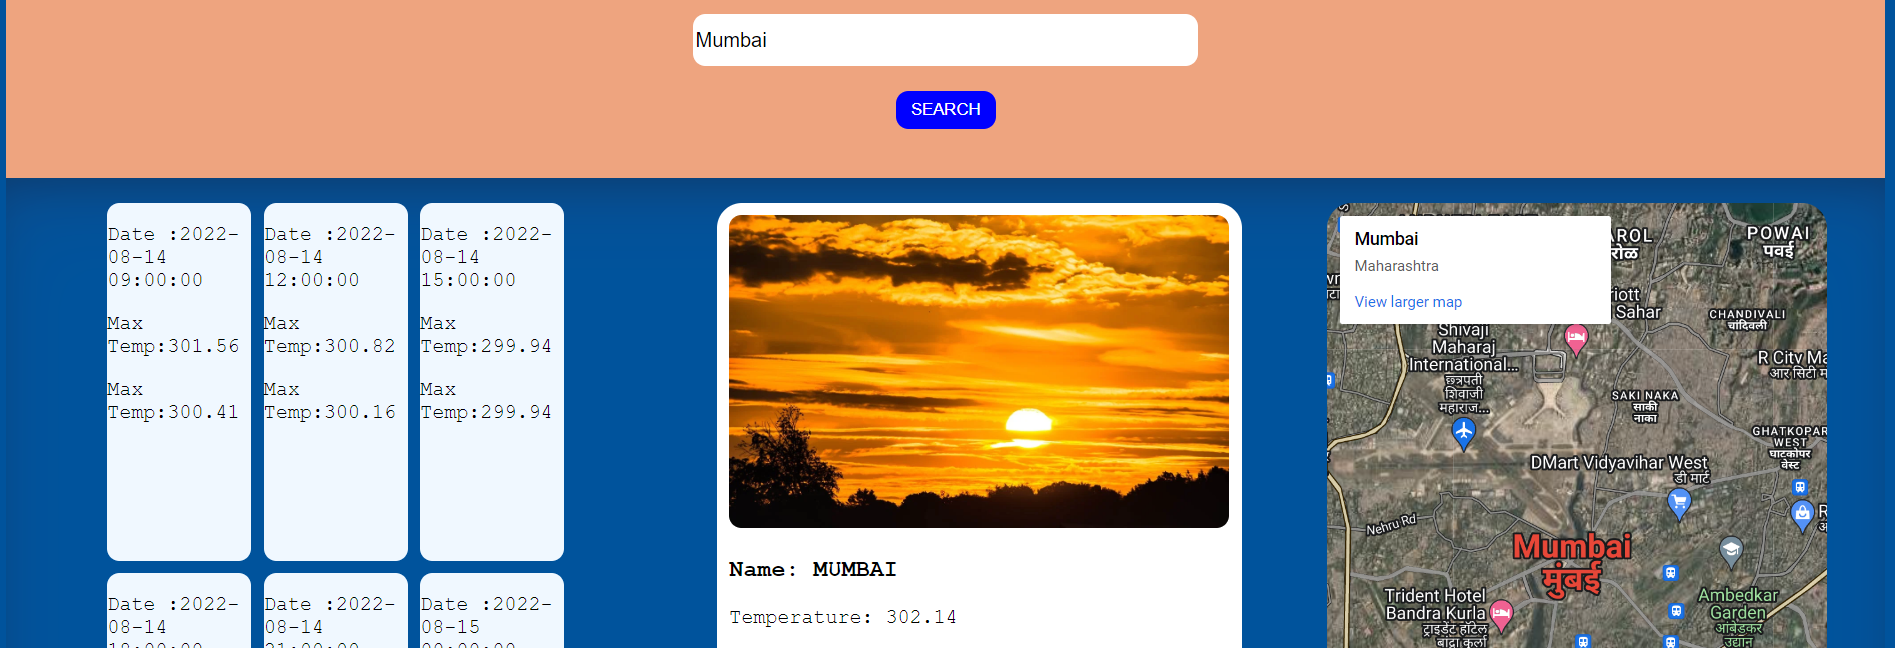 Mumbai
SEARCH
Date :2022-
08-14
09:00:00
Max
Temp:301.56
Max
Temp:300.41
Date :2022-
08-14
12:00:00
Max
Temp:300.82
Max
Temp:300.16
Date :2022-
08-14
15:00:00
Max
Temp:299.94
Max
Temp:299.94
Date :2022-
08-14
Date :2022-
08-14
Date :2022-
08-15
Name: MUMBAI
Temperature: 302.14
Mumbai
Maharashtra
View larger map
AROL
रोळ
POWAI
पवई
riott
Sahar
CHANDIVALI
चांदिवली
Shivaji
Maharaj
International...
छत्रपती
शिवाजी
महाराज...
R City Ma
आर सिटी म
SAKI NAKA
साकी
नाका
GHATKOPAR
WEST
घाटकोपर
वेस्ट
DMart Vidyavihar West
डी मार्ट
Nehru Rd
Mumbai
मुंबई
Trident Hotel
Bandra Kurla
ट्राइडेंट हॉटेल
बांद्रा कुर्ला
Ambedkar
Garden
आंबेडकर
उद्यान